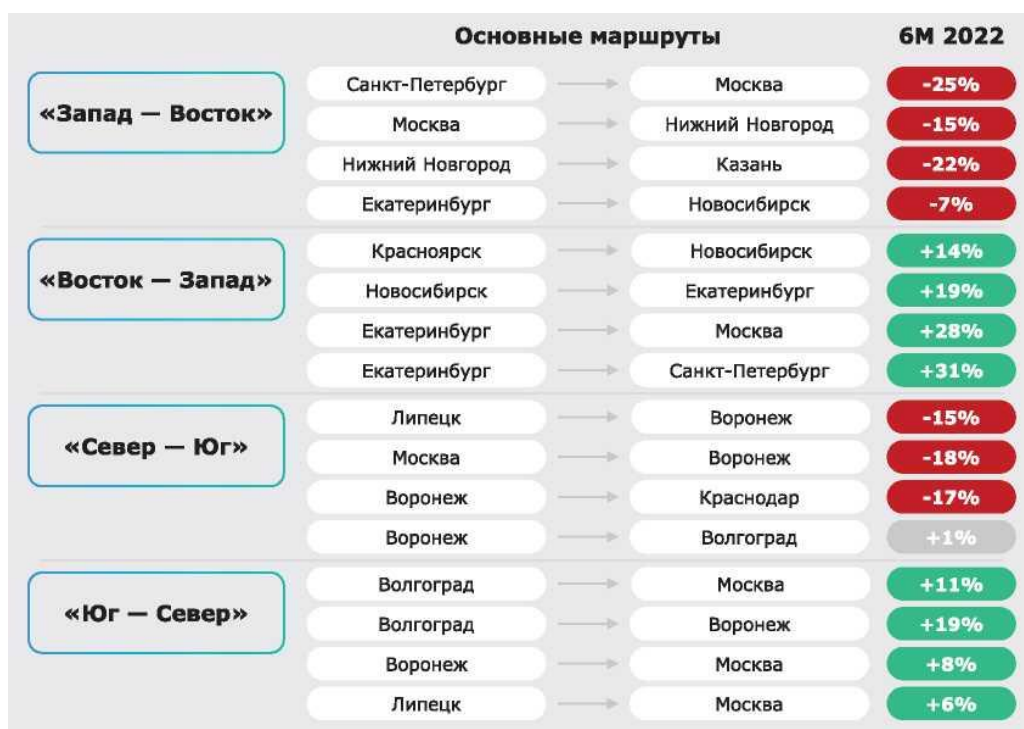 Основные маршруты 6М 2022
«Запад — Восток»
Санкт-Петербург Москва -25%
Москва Нижний Новгород -15%
Нижний Новгород Казань -22%
Екатеринбург Новосибирск -7%
«Восток — Запад»
Красноярск Новосибирск +14%
Новосибирск Екатеринбург +19%
Екатеринбург Москва +28%
Екатеринбург Санкт-Петербург +31%
«Север — Юг»
Липецк Воронеж -15%
Москва Воронеж -18%
Воронеж Краснодар -17%
Воронеж Волгоград +1%
«Юг — Север»
Волгоград Москва +11%
Волгоград Воронеж +19%
Воронеж Москва +8%
Липецк Москва +6%